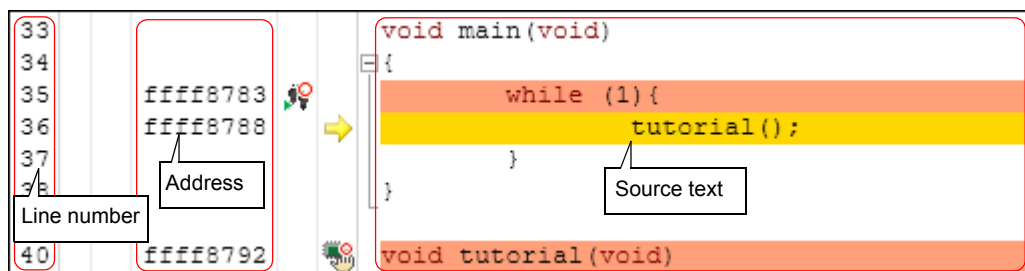 33 void main(void)
34 {
35 ffff8783 while (1){
36 ffff8788 tutorial();
37 }
38 }
40 ffff8792 void tutorial(void)
Line number
Address
Source text